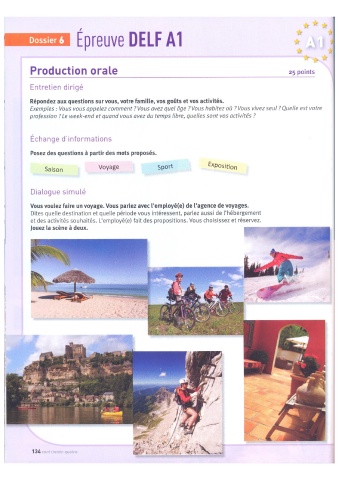 Dossier 6
Épreuve DELF A1
A1
Production orale
25 points
Entretien dirigé
Répondez aux questions sur vous, votre famille, vos goûts et vos activités.
Exemples : Vous vous appelez comment ? Vous avez quel âge ? Vous habitez où ? Vous vivez seul ? Quelle est votre
profession ? Le week-end et quand vous avez du temps libre, quelles sont vos activités ?
Échange d'informations
Posez des questions à partir des mots proposés.
Saison
Voyage
Sport
Exposition
Dialogue simulé
Vous voulez faire un voyage. Vous parlez avec l'employé(e) de l'agence de voyages.
Dites quelle destination et quelle période vous intéressent, parlez aussi de l'hébergement
et des activités souhaités. L'employé(e) fait des propositions. Vous choisissez et réservez.
Jouez la scène à deux.
134